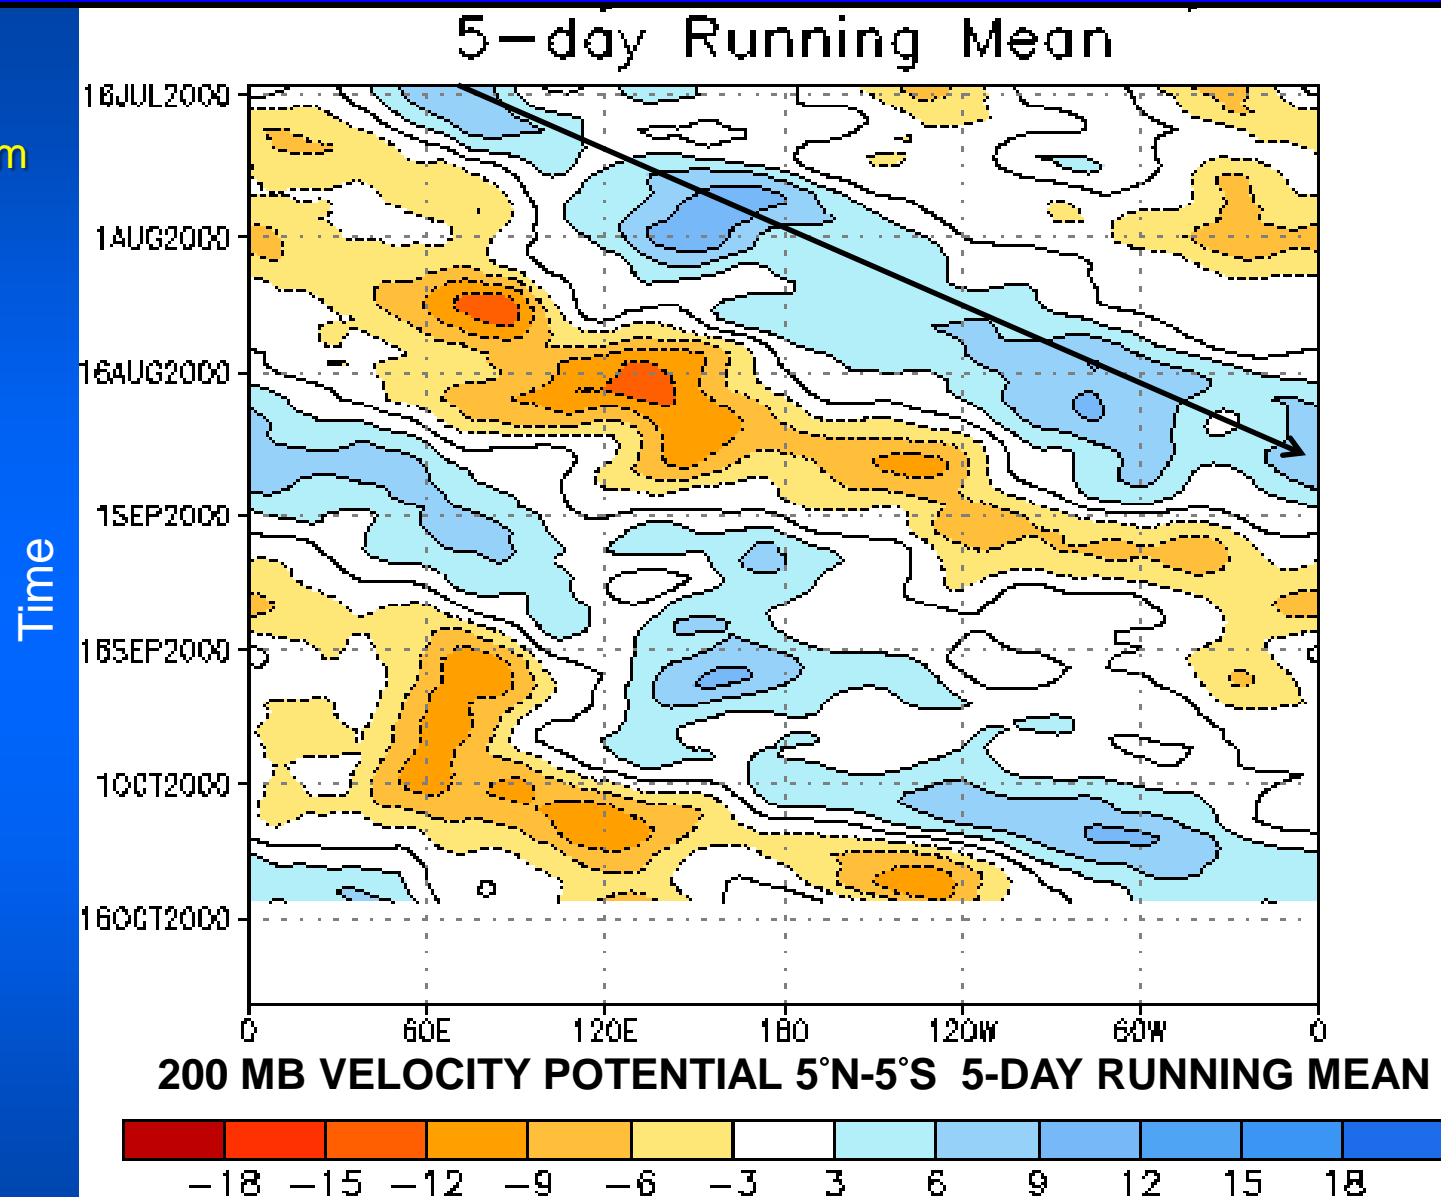 5-day Running Mean
m
16JUL2000
1AUG2000
16AUG2000
1SEP2000
16SEP2000
1OCT2000
16OCT2000
Time
0 60E 120E 180 120W 60W 0
200 MB VELOCITY POTENTIAL 5°N-5°S 5-DAY RUNNING MEAN
-18 -15 -12 -9 -6 -3 3 6 9 12 15 18